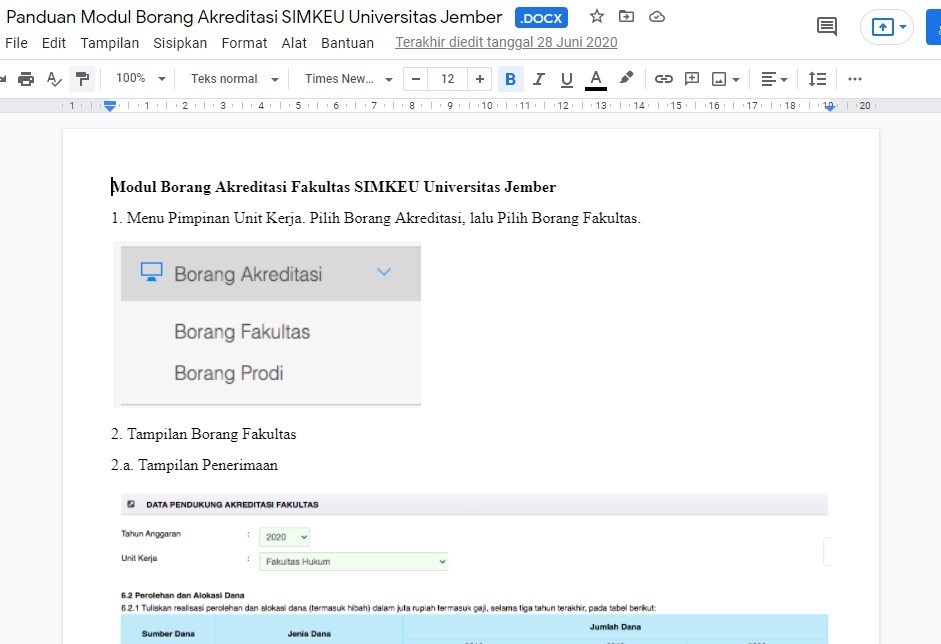 Panduan Modul Borang Akreditasi SIMKEU Universitas Jember .DOCX
File Edit Tampilan Sisipkan Format Alat Bantuan Terakhir diedit tanggal 28 Juni 2020
100% Teks normal Times New... − 12 + B I U A
1 1 2 3 4 5 6 7 8 9 10 11 12 13 14 15 16 17 18 19 20
Modul Borang Akreditasi Fakultas SIMKEU Universitas Jember
1. Menu Pimpinan Unit Kerja. Pilih Borang Akreditasi, lalu Pilih Borang Fakultas.
Borang Akreditasi
Borang Fakultas
Borang Prodi
2. Tampilan Borang Fakultas
2.a. Tampilan Penerimaan
DATA PENDUKUNG AKREDITASI FAKULTAS
Tahun Anggaran : 2020
Unit Kerja : Fakultas Hukum
6.2 Perolehan dan Alokasi Dana
6.2.1 Tuliskan realisasi perolehan dan alokasi dana (termasuk hibah) dalam juta rupiah termasuk gaji, selama tiga tahun terakhir, pada tabel berikut:
Jumlah Dana
Sumber Dana Jenis Dana